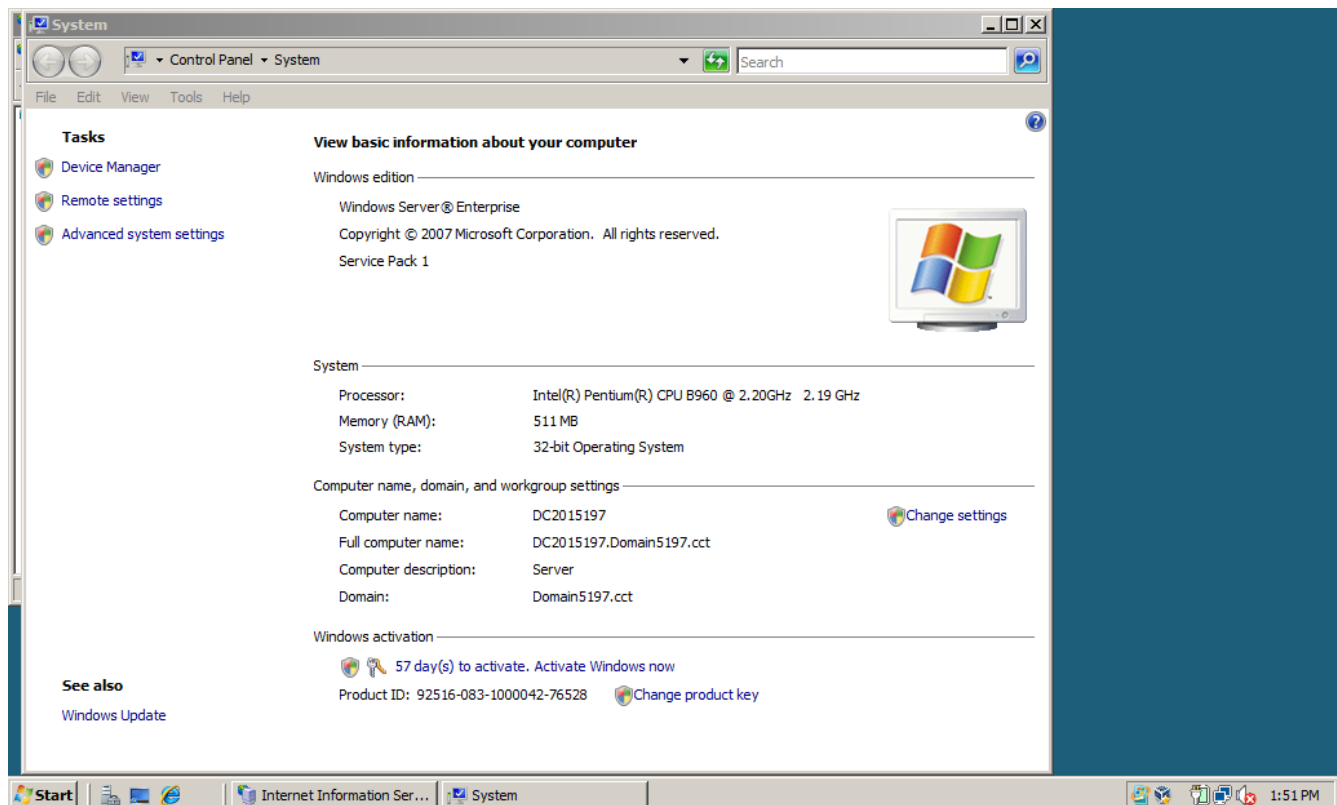 System
Control Panel System
Search
File Edit View Tools Help
Tasks
Device Manager
Remote settings
Advanced system settings
See also
Windows Update
View basic information about your computer
Windows edition
Windows Server® Enterprise
Copyright © 2007 Microsoft Corporation. All rights reserved.
Service Pack 1
System
Processor: Intel(R) Pentium(R) CPU B960 @ 2.20GHz 2.19 GHz
Memory (RAM): 511 MB
System type: 32-bit Operating System
Computer name, domain, and workgroup settings
Computer name: DC2015197 Change settings
Full computer name: DC2015197.Domain5197.cct
Computer description: Server
Domain: Domain5197.cct
Windows activation
57 day(s) to activate. Activate Windows now
Product ID: 92516-083-1000042-76528 Change product key
Start Internet Information Ser... System 1:51 PM